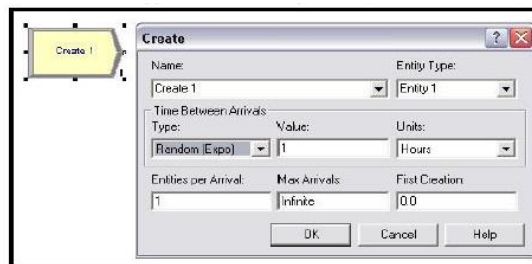 Create 1
Create
Name:
Entity Type:
Create 1
Entity 1
Time Between Arrivals
Type:
Value:
Units:
Random (Expo)
1
Hours
Entities per Arrival:
Max Arrivals:
First Creation:
1
Infinite
0.0
OK
Cancel
Help